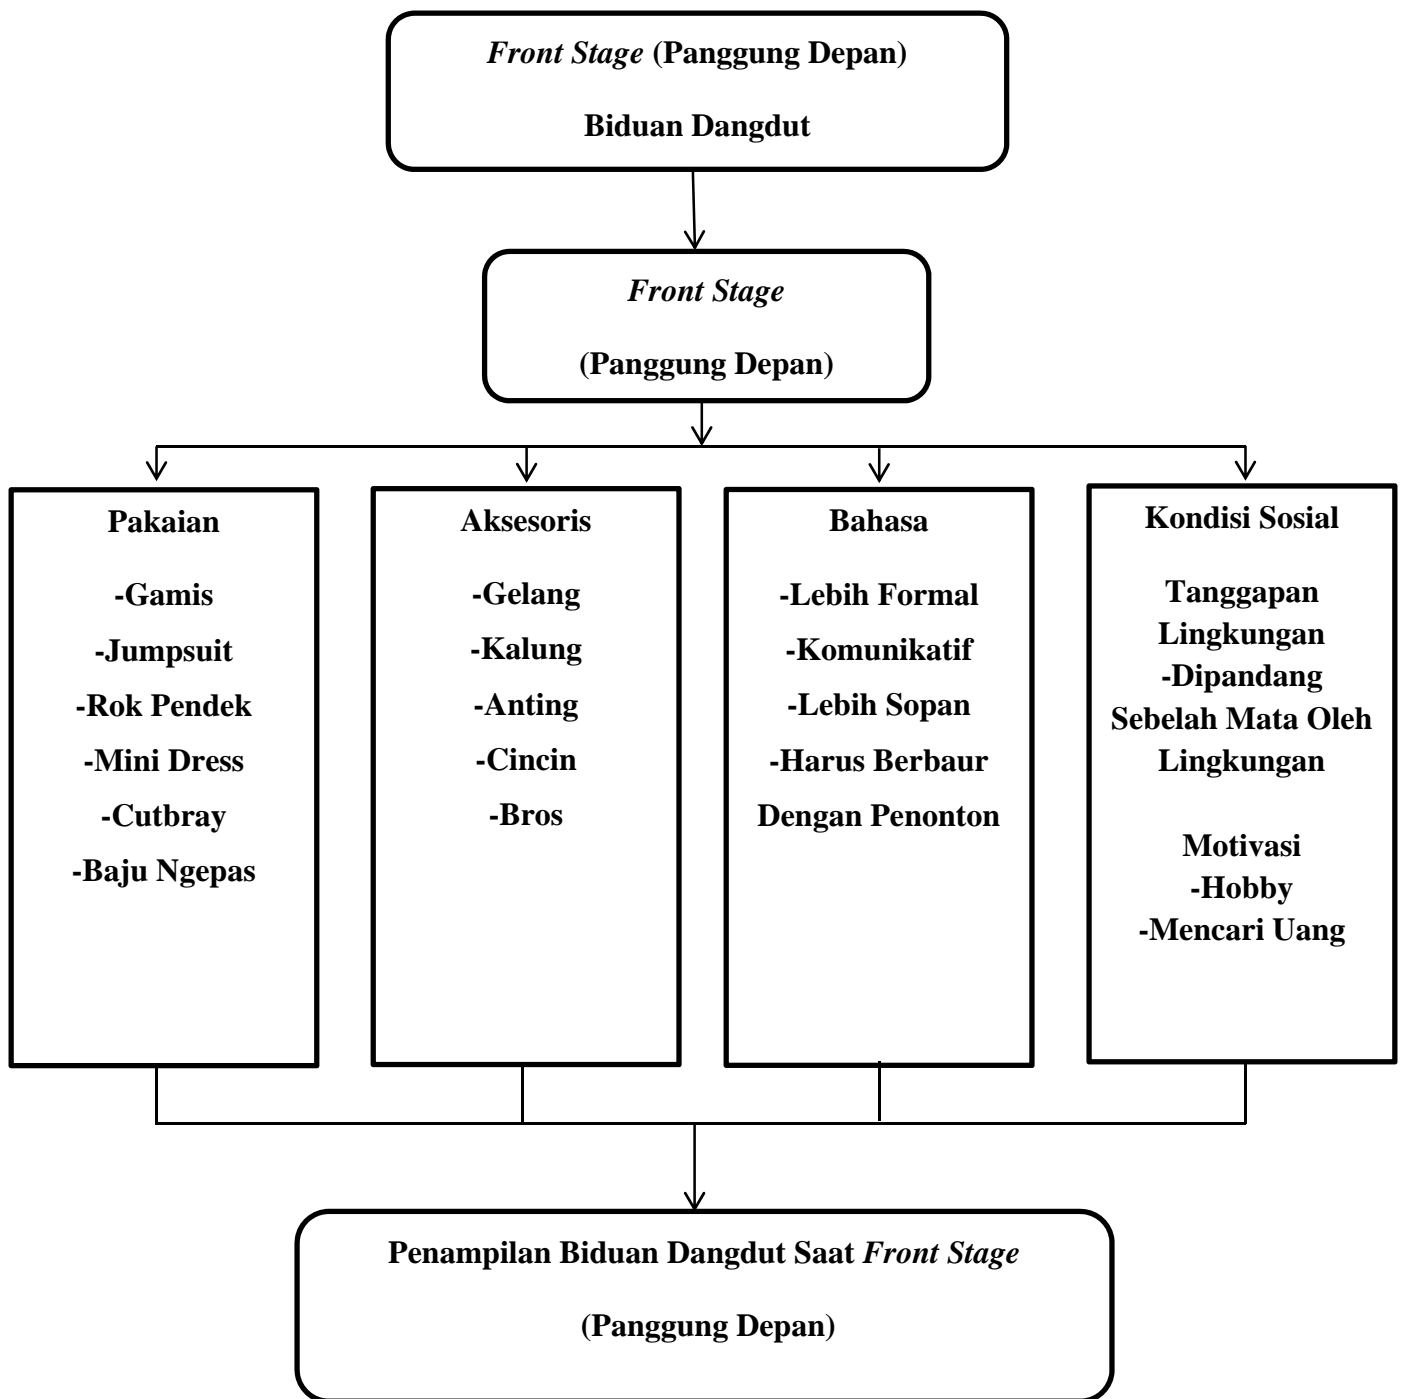 Front Stage (Panggung Depan)
Biduan Dangdut
Front Stage
(Panggung Depan)
Pakaian
-Gamis
-Jumpsuit
-Rok Pendek
-Mini Dress
-Cutbray
-Baju Ngepas
Aksesoris
-Gelang
-Kalung
-Anting
-Cincin
-Bros
Bahasa
-Lebih Formal
-Komunikatif
-Lebih Sopan
-Harus Berbaur
Dengan Penonton
Kondisi Sosial
Tanggapan
Lingkungan
-Dipandang
Sebelah Mata Oleh
Lingkungan
Motivasi
-Hobby
-Mencari Uang
Penampilan Biduan Dangdut Saat Front Stage
(Panggung Depan)